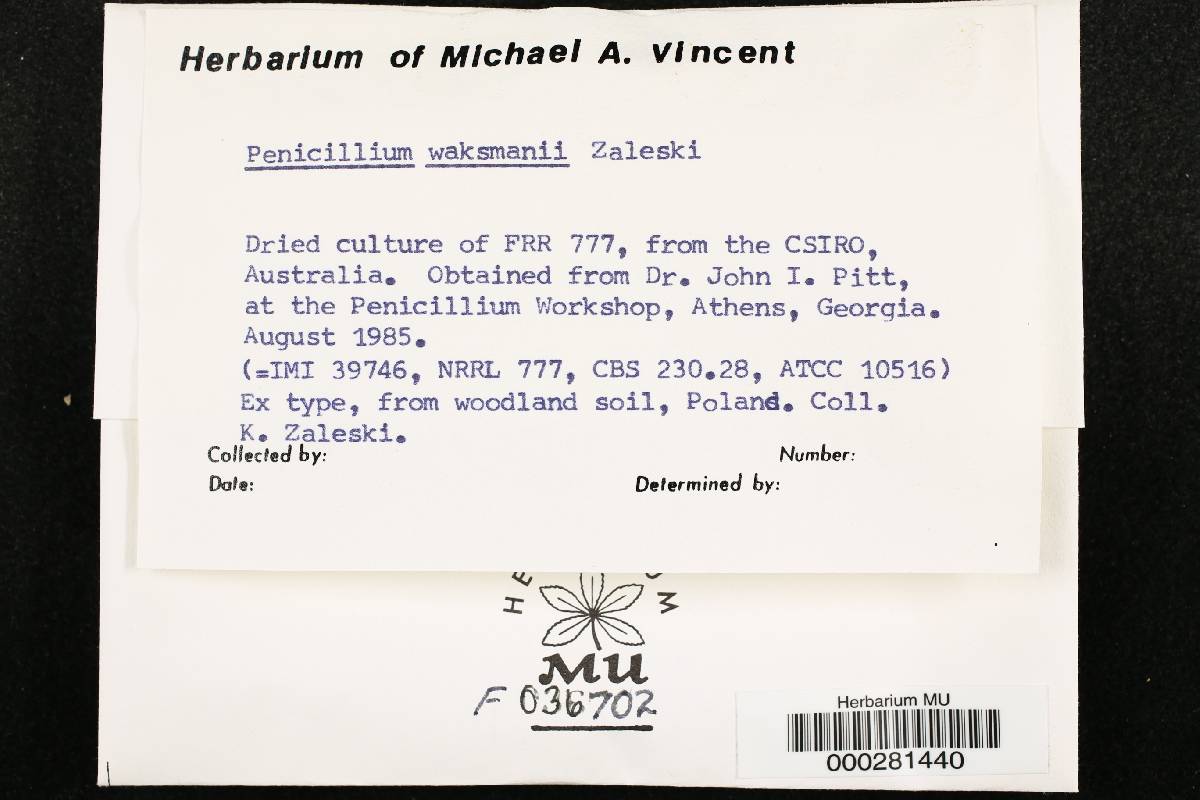 Herbarium of Michael A. Vincent
Penicillium waksmanii Zaleski
Dried culture of FRR 777, from the CSIRO,
Australia. Obtained from Dr. John I. Pitt,
at the Penicillium Workshop, Athens, Georgia.
August 1985.
(=IMI 39746, NRRL 777, CBS 230.28, ATCC 10516)
Ex type, from woodland soil, Poland. Coll.
K. Zaleski.
Collected by: Number:
Date: Determined by:
MU
F 036702
Herbarium MU
000281440